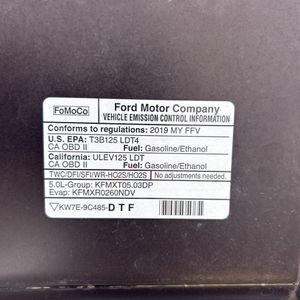 FoMoCo
Ford Motor Company
VEHICLE EMISSION CONTROL INFORMATION
Conforms to regulations: 2019 MY FFV
U.S. EPA: T3B125 LDT4
CA OBD II Fuel: Gasoline/Ethanol
California: ULEV125 LDT
CA OBD II Fuel: Gasoline/Ethanol
TWC/DFI/SFI/WR-HO2S/HO2S No adjustments needed.
5.0L-Group: KFMXT05.03DP
Evap: KFMXR0260NDV
KW7E-9C485-DTF